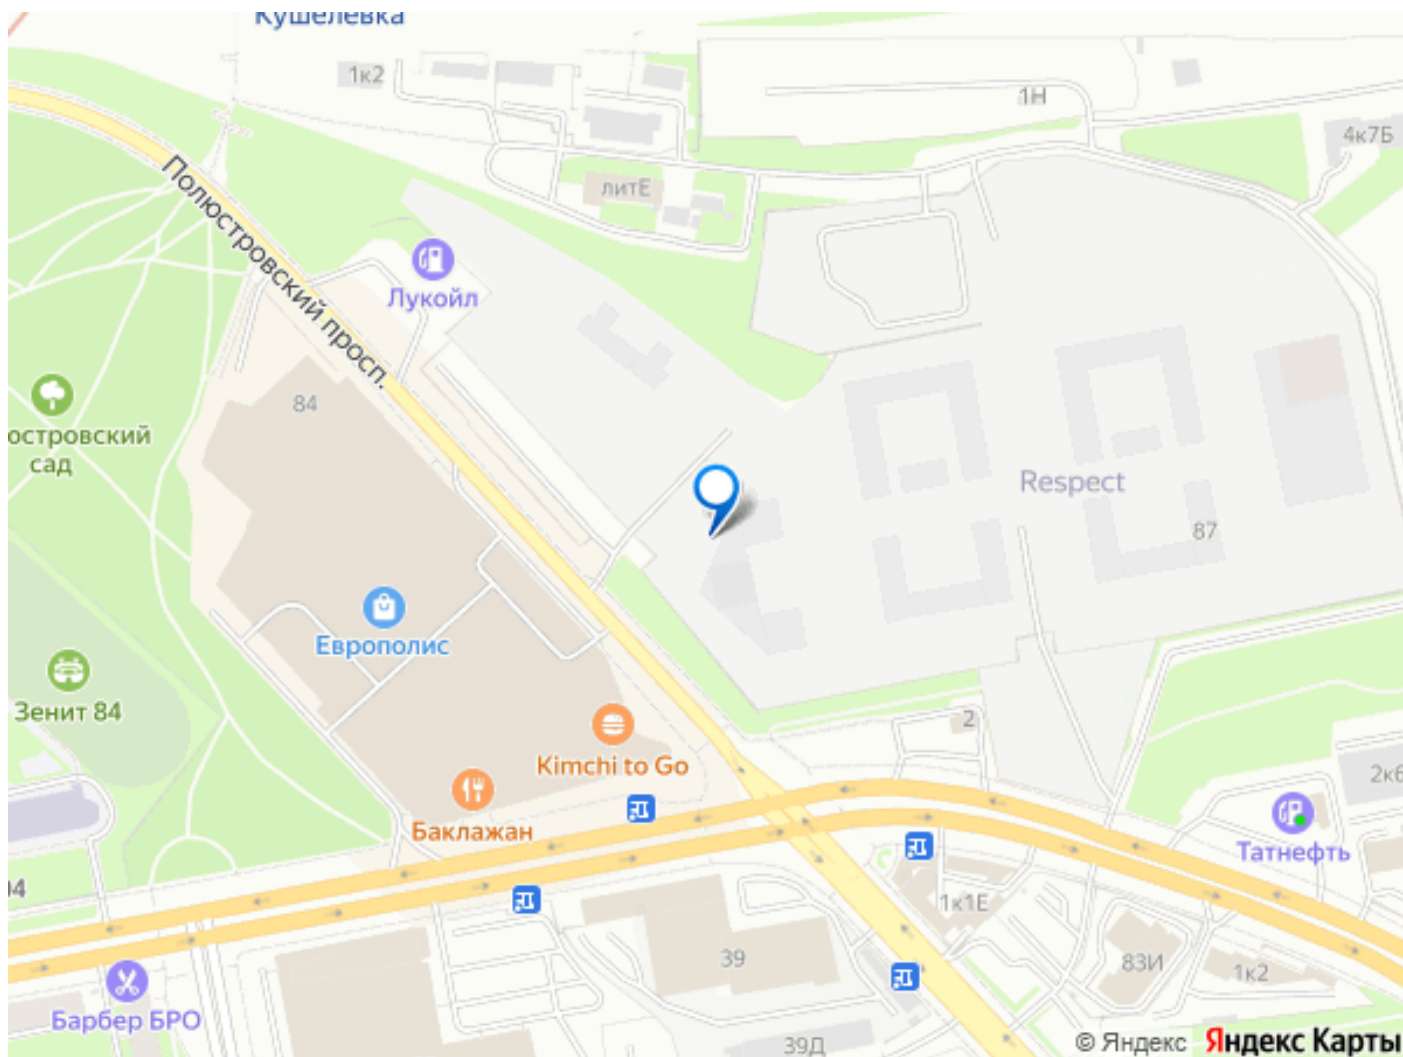 Кушелевка
1к2
1Н
4к7Б
литЕ
Полюстровский просп.
Лукойл
84
островский
сад
Respect
87
Европолис
Зенит 84
2
Kimchi to Go
2к6
Баклажан
Татнефть
1к1Е
39
83И
1к2
Барбер БРО
39Д
© Яндекс Яндекс Карты